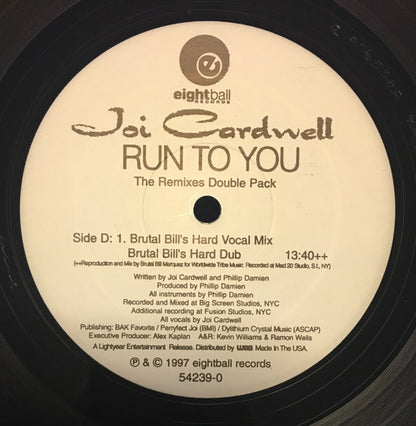 e
eightball
RECORDS
Joi Cardwell
RUN TO YOU
The Remixes Double Pack
Side D: 1. Brutal Bill's Hard Vocal Mix
Brutal Bill's Hard Dub 13:40++
(++Reproduction and Mix by Brutal Bill Marquez for Worldwide Tribe Music. Recorded at Mad 20 Studio, S.I., NY)
Written by Joi Cardwell and Phillip Damien
Produced by Phillip Damien
All instruments by Phillip Damien
Recorded and Mixed at Big Screen Studios, NYC
Additional recording at Fusion Studios, NYC
All vocals by Joi Cardwell
Publishing: BAK Favorite / Perryfect Joi (BMI) / Dylithium Crystal Music (ASCAP)
Executive Producer: Alex Kaplan A&R: Kevin Williams & Ramon Wells
A Lightyear Entertainment Release. Distributed by Made In The USA.
℗ & © 1997 eightball records
54239-0